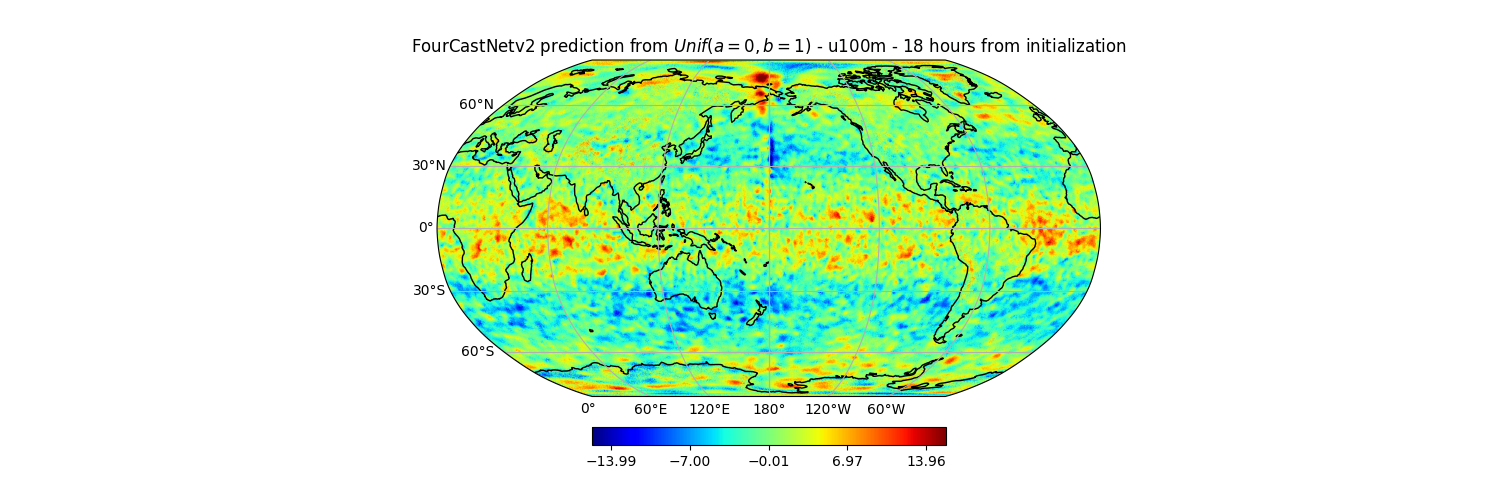 FourCastNetv2 prediction from Unif(a = 0, b = 1) - u100m - 18 hours from initialization
60°N
30°N
0°
30°S
60°S
0° 60°E 120°E 180° 120°W 60°W
−13.99 −7.00 −0.01 6.97 13.96